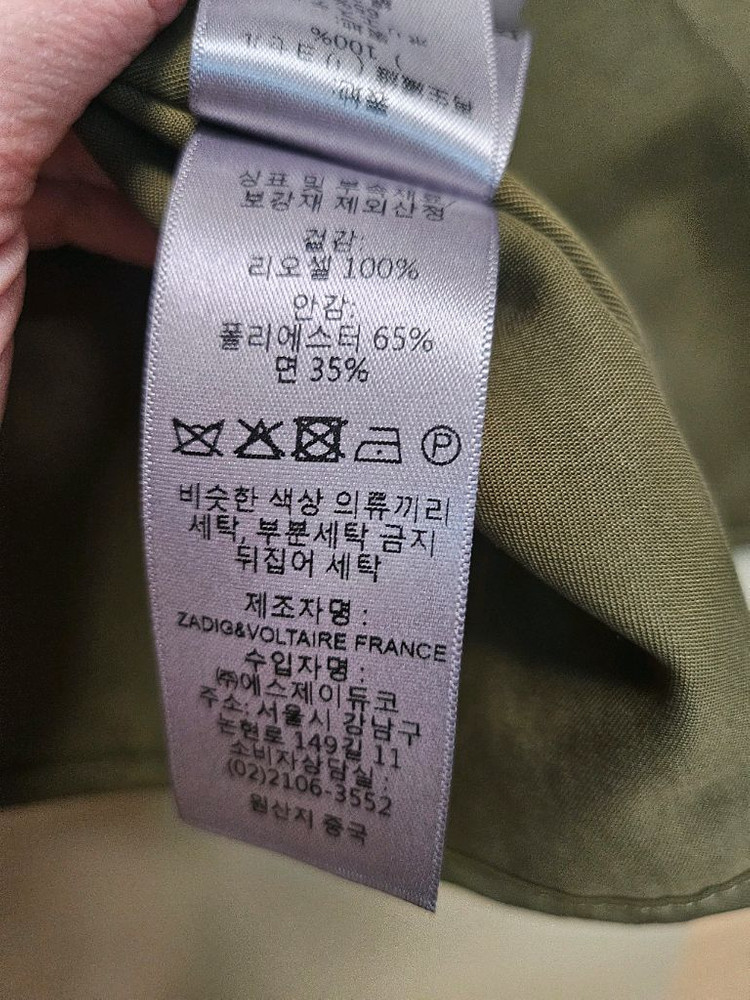 100%
상표 및 부속재료/
보강재 제외산정
겉감:
리오셀 100%
안감:
폴리에스터 65%
면 35%
P
비슷한 색상 의류끼리
세탁, 부분세탁 금지
뒤집어 세탁
제조자명 :
ZADIG&VOLTAIRE FRANCE
수입자명 :
㈜에스제이듀코
주소: 서울시 강남구
논현로 149길 11
소비자상담실 :
(02)2106-3552
원산지 중국